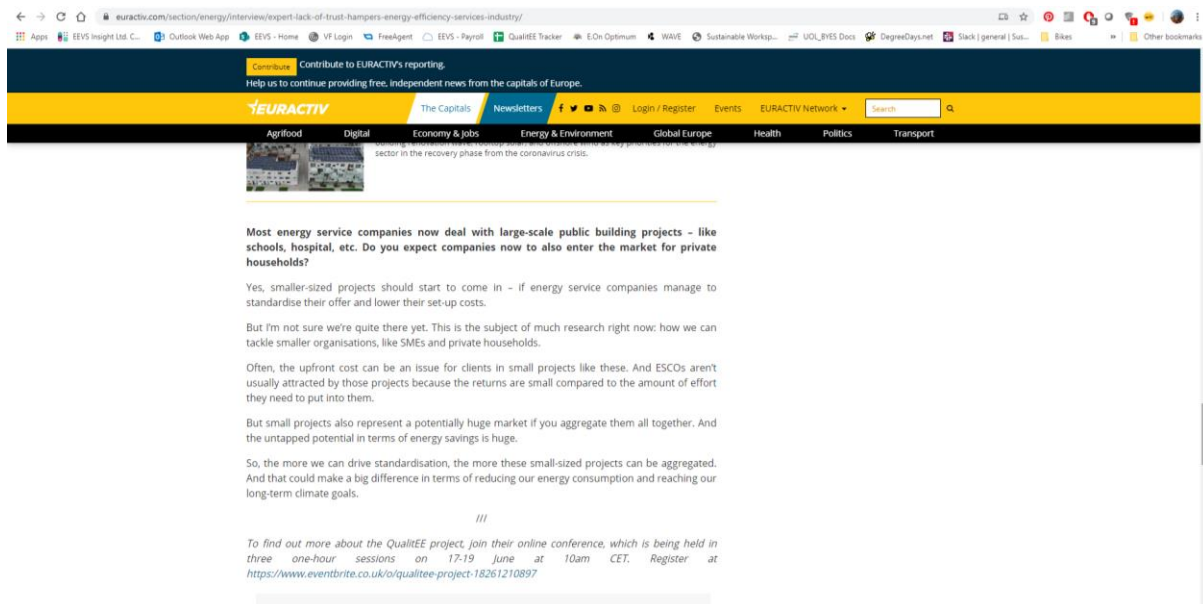 euractiv.com/section/energy/interview/expert-lack-of-trust-hampers-energy-efficiency-services-industry/
Apps EEVS Insight Ltd. C... Outlook Web App EEVS - Home VF Login FreeAgent EEVS - Payroll QualitEE Tracker E.On Optimum WAVE Sustainable Worksp... UOL_BYES Docs DegreeDays.net Slack | general | Sus... Bikes » Other bookmarks
Contribute Contribute to EURACTIV's reporting.
Help us to continue providing free, independent news from the capitals of Europe.
EURACTIV The Capitals Newsletters Login / Register Events EURACTIV Network Search
Agrifood Digital Economy & Jobs Energy & Environment Global Europe Health Politics Transport
building renovation wave, rooftop solar, and offshore wind as key priorities for the energy
sector in the recovery phase from the coronavirus crisis.
Most energy service companies now deal with large-scale public building projects – like
schools, hospital, etc. Do you expect companies now to also enter the market for private
households?
Yes, smaller-sized projects should start to come in – if energy service companies manage to
standardise their offer and lower their set-up costs.
But I'm not sure we're quite there yet. This is the subject of much research right now: how we can
tackle smaller organisations, like SMEs and private households.
Often, the upfront cost can be an issue for clients in small projects like these. And ESCOs aren't
usually attracted by those projects because the returns are small compared to the amount of effort
they need to put into them.
But small projects also represent a potentially huge market if you aggregate them all together. And
the untapped potential in terms of energy savings is huge.
So, the more we can drive standardisation, the more these small-sized projects can be aggregated.
And that could make a big difference in terms of reducing our energy consumption and reaching our
long-term climate goals.
///
To find out more about the QualitEE project, join their online conference, which is being held in
three one-hour sessions on 17-19 June at 10am CET. Register at
https://www.eventbrite.co.uk/o/qualitee-project-18261210897